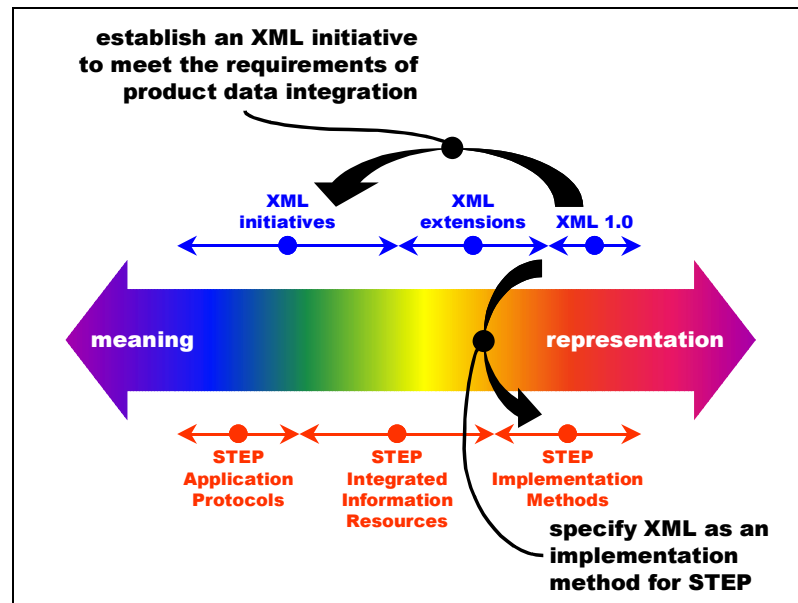 establish an XML initiative
to meet the requirements of
product data integration
XML
initiatives
XML
extensions
XML 1.0
meaning
representation
STEP
Application
Protocols
STEP
Integrated
Information
Resources
STEP
Implementation
Methods
specify XML as an
implementation
method for STEP